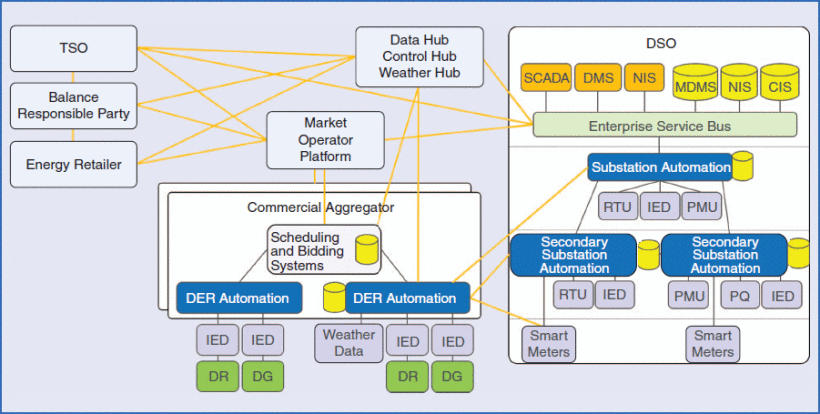 TSO
Balance
Responsible Party
Energy Retailer
Data Hub
Control Hub
Weather Hub
Market
Operator
Platform
Commercial Aggregator
Scheduling
and Bidding
Systems
DER Automation
DER Automation
IED
IED
Weather
Data
IED
IED
DR
DG
DR
DG
DSO
SCADA
DMS
NIS
MDMS
NIS
CIS
Enterprise Service Bus
Substation Automation
RTU
IED
PMU
Secondary
Substation
Automation
Secondary
Substation
Automation
RTU
IED
PMU
PQ
IED
Smart
Meters
Smart
Meters